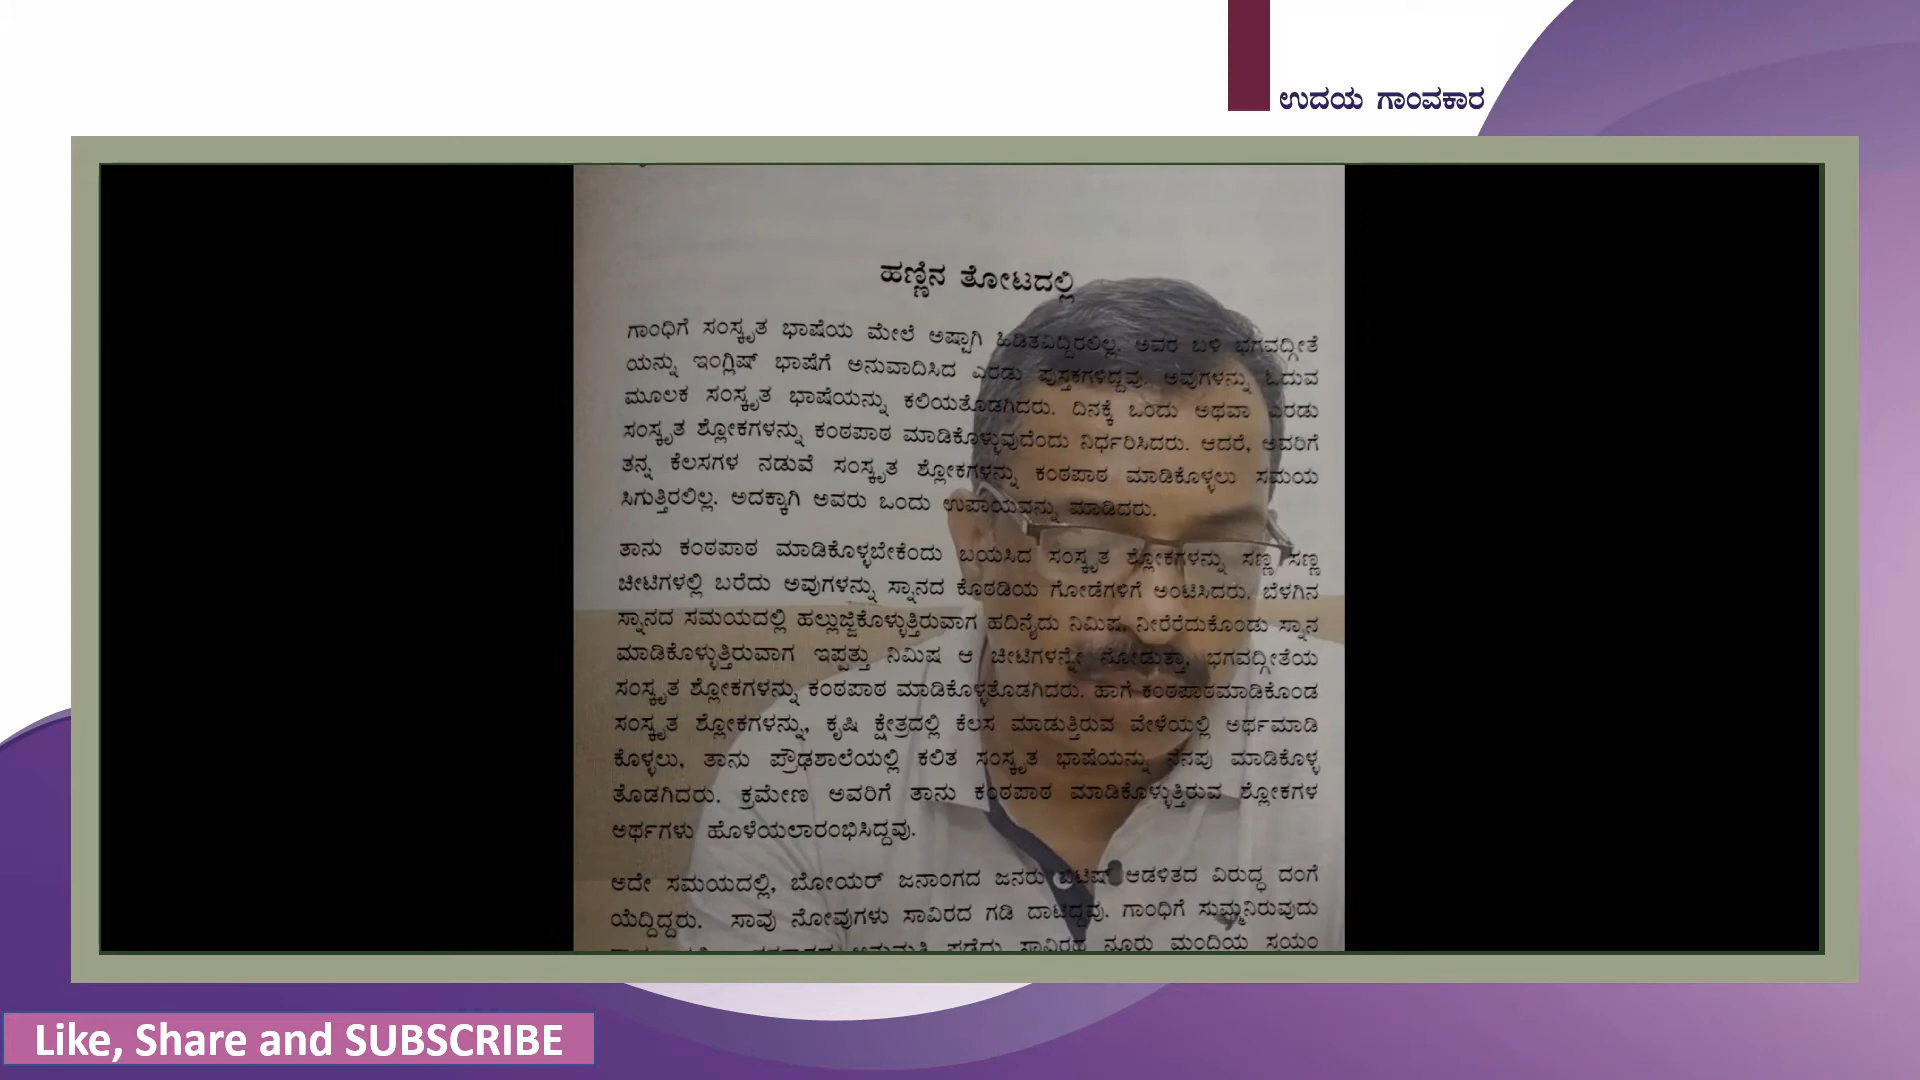 ಉದಯ ಗಾಂವಕಾರ
ಹಣ್ಣಿನ ತೋಟದಲ್ಲಿ
ಗಾಂಧಿಗೆ ಸಂಸ್ಕೃತ ಭಾಷೆಯ ಮೇಲೆ ಅಷ್ಟಾಗಿ ಹಿಡಿತವಿದ್ದಿರಲಿಲ್ಲ. ಅವರ ಬಳಿ ಭಗವದ್ಗೀತೆ
ಯನ್ನು ಇಂಗ್ಲಿಷ್ ಭಾಷೆಗೆ ಅನುವಾದಿಸಿದ ಎರಡು ಪುಸ್ತಕಗಳಿದ್ದವು. ಅವುಗಳನ್ನು ಓದುವ
ಮೂಲಕ ಸಂಸ್ಕೃತ ಭಾಷೆಯನ್ನು ಕಲಿಯತೊಡಗಿದರು. ದಿನಕ್ಕೆ ಒಂದು ಅಥವಾ ಎರಡು
ಸಂಸ್ಕೃತ ಶ್ಲೋಕಗಳನ್ನು ಕಂಠಪಾಠ ಮಾಡಿಕೊಳ್ಳುವುದೆಂದು ನಿರ್ಧರಿಸಿದರು. ಆದರೆ, ಅವರಿಗೆ
ತನ್ನ ಕೆಲಸಗಳ ನಡುವೆ ಸಂಸ್ಕೃತ ಶ್ಲೋಕಗಳನ್ನು ಕಂಠಪಾಠ ಮಾಡಿಕೊಳ್ಳಲು ಸಮಯ
ಸಿಗುತ್ತಿರಲಿಲ್ಲ. ಅದಕ್ಕಾಗಿ ಅವರು ಒಂದು ಉಪಾಯವನ್ನು ಮಾಡಿದರು.
ತಾನು ಕಂಠಪಾಠ ಮಾಡಿಕೊಳ್ಳಬೇಕೆಂದು ಬಯಸಿದ ಸಂಸ್ಕೃತ ಶ್ಲೋಕಗಳನ್ನು ಸಣ್ಣ ಸಣ್ಣ
ಚೀಟಿಗಳಲ್ಲಿ ಬರೆದು ಅವುಗಳನ್ನು ಸ್ನಾನದ ಕೊಠಡಿಯ ಗೋಡೆಗಳಿಗೆ ಅಂಟಿಸಿದರು. ಬೆಳಗಿನ
ಸ್ನಾನದ ಸಮಯದಲ್ಲಿ ಹಲ್ಲುಜ್ಜಿಕೊಳ್ಳುತ್ತಿರುವಾಗ ಹದಿನೈದು ನಿಮಿಷ, ನೀರೆರೆದುಕೊಂಡು ಸ್ನಾನ
ಮಾಡಿಕೊಳ್ಳುತ್ತಿರುವಾಗ ಇಪ್ಪತ್ತು ನಿಮಿಷ ಆ ಚೀಟಿಗಳನ್ನೇ ನೋಡುತ್ತಾ, ಭಗವದ್ಗೀತೆಯ
ಸಂಸ್ಕೃತ ಶ್ಲೋಕಗಳನ್ನು ಕಂಠಪಾಠ ಮಾಡಿಕೊಳ್ಳತೊಡಗಿದರು. ಹಾಗೆ ಕಂಠಪಾಠಮಾಡಿಕೊಂಡ
ಸಂಸ್ಕೃತ ಶ್ಲೋಕಗಳನ್ನು, ಕೃಷಿ ಕ್ಷೇತ್ರದಲ್ಲಿ ಕೆಲಸ ಮಾಡುತ್ತಿರುವ ವೇಳೆಯಲ್ಲಿ ಅರ್ಥಮಾಡಿ
ಕೊಳ್ಳಲು, ತಾನು ಪ್ರೌಢಶಾಲೆಯಲ್ಲಿ ಕಲಿತ ಸಂಸ್ಕೃತ ಭಾಷೆಯನ್ನು ನೆನಪು ಮಾಡಿಕೊಳ್ಳ
ತೊಡಗಿದರು. ಕ್ರಮೇಣ ಅವರಿಗೆ ತಾನು ಕಂಠಪಾಠ ಮಾಡಿಕೊಳ್ಳುತ್ತಿರುವ ಶ್ಲೋಕಗಳ
ಅರ್ಥಗಳು ಹೊಳೆಯಲಾರಂಭಿಸಿದ್ದವು.
ಅದೇ ಸಮಯದಲ್ಲಿ, ಬೋಯರ್ ಜನಾಂಗದ ಜನರು ಬ್ರಿಟಿಷ್ ಆಡಳಿತದ ವಿರುದ್ಧ ದಂಗೆ
ಯೆದ್ದಿದ್ದರು. ಸಾವು ನೋವುಗಳು ಸಾವಿರದ ಗಡಿ ದಾಟಿದ್ದವು. ಗಾಂಧಿಗೆ ಸುಮ್ಮನಿರುವುದು
ಅನುಮತಿ ಪಡೆದು ಸಾವಿರದ ನೂರು ಮಂದಿಯ ಸ್ವಯಂ
Like, Share and SUBSCRIBE